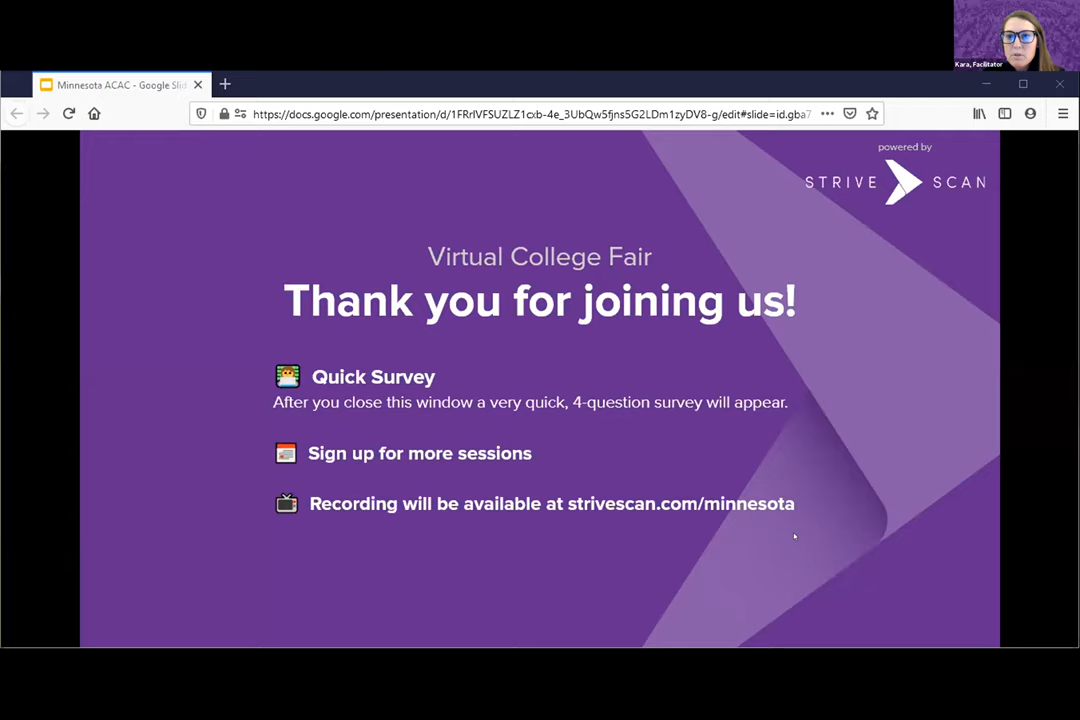 Kara, Facilitator
Minnesota ACAC - Google Slid
https://docs.google.com/presentation/d/1FRrIVFSUZLZ1cxb-4e_3UbQw5fjns5G2LDm1zyDV8-g/edit#slide=id.gba7
powered by
STRIVE SCAN
Virtual College Fair
Thank you for joining us!
Quick Survey
After you close this window a very quick, 4-question survey will appear.
Sign up for more sessions
Recording will be available at strivescan.com/minnesota